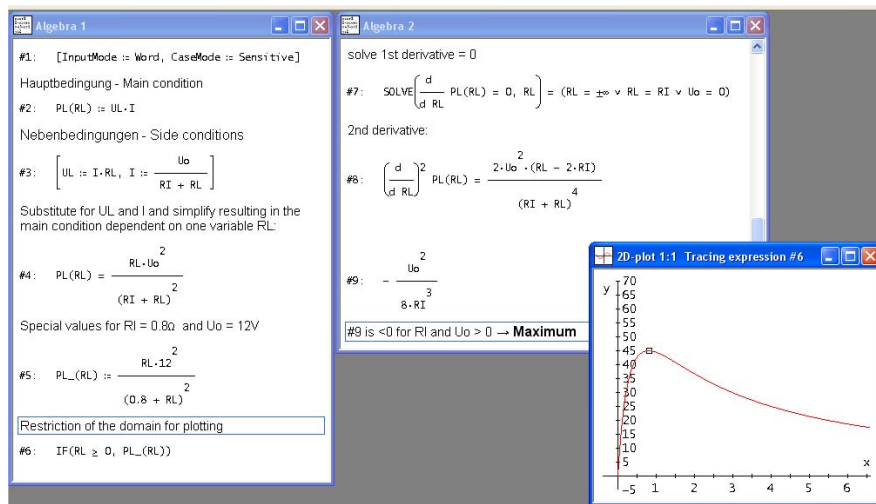 Algebra 1
#1: [InputMode := Word, CaseMode := Sensitive]
Hauptbedingung - Main condition
#2: PL(RL) := UL·I
Nebenbedingungen - Side conditions
#3: [UL := I·RL, I := Uo / (RI + RL)]
Substitute for UL and I and simplify resulting in the
main condition dependent on one variable RL:
#4: PL(RL) = RL·Uo^2 / (RI + RL)^2
Special values for RI = 0.8Ω and Uo = 12V
#5: PL_(RL) := RL·12^2 / (0.8 + RL)^2
Restriction of the domain for plotting
#6: IF(RL ≥ 0, PL_(RL))
Algebra 2
solve 1st derivative = 0
#7: SOLVE(d/d RL PL(RL) = 0, RL) = (RL = ±∞ ∨ RL = RI ∨ Uo = 0)
2nd derivative:
#8: (d/d RL)^2 PL(RL) = 2·Uo^2·(RL - 2·RI) / (RI + RL)^4
#9: - Uo^2 / 8·RI^3
#9 is <0 for RI and Uo > 0 → Maximum
2D-plot 1:1 Tracing expression #6
y
70
65
60
55
50
45
40
35
30
25
20
15
10
5
-5 1 2 3 4 5 6
x